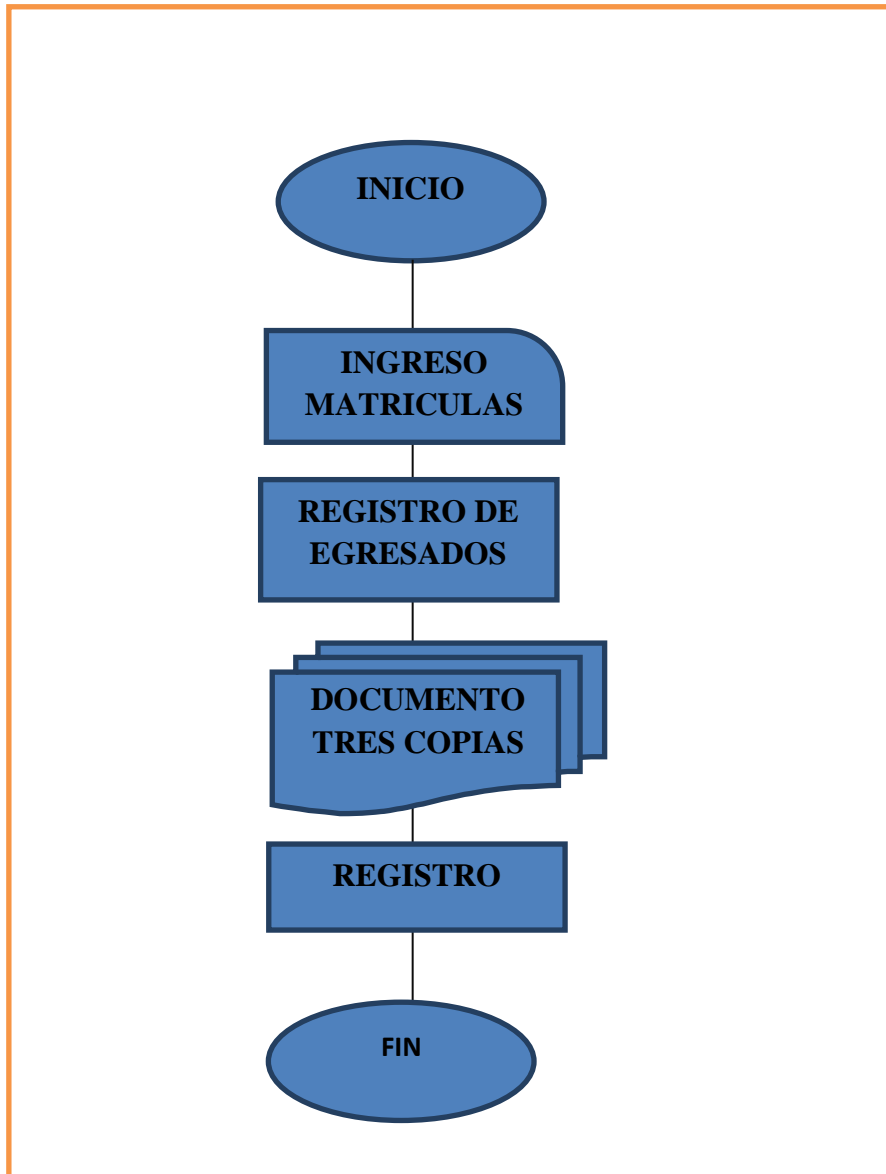 INICIO
INGRESO
MATRICULAS
REGISTRO DE
EGRESADOS
DOCUMENTO
TRES COPIAS
REGISTRO
FIN